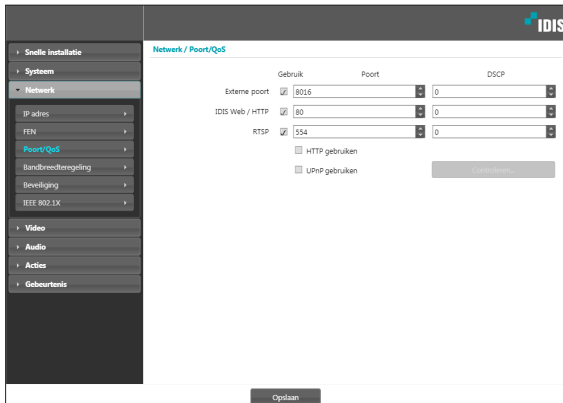 IDIS
Snelle installatie
Systeem
Netwerk
IP adres
FEN
Poort/QoS
Bandbreedteregeling
Beveiliging
IEEE 802.1X
Video
Audio
Acties
Gebeurtenis
Netwerk / Poort/QoS
Gebruik Poort DSCP
Externe poort 8016 0
IDIS Web / HTTP 80 0
RTSP 554 0
HTTP gebruiken
UPnP gebruiken Controleren...
Opslaan